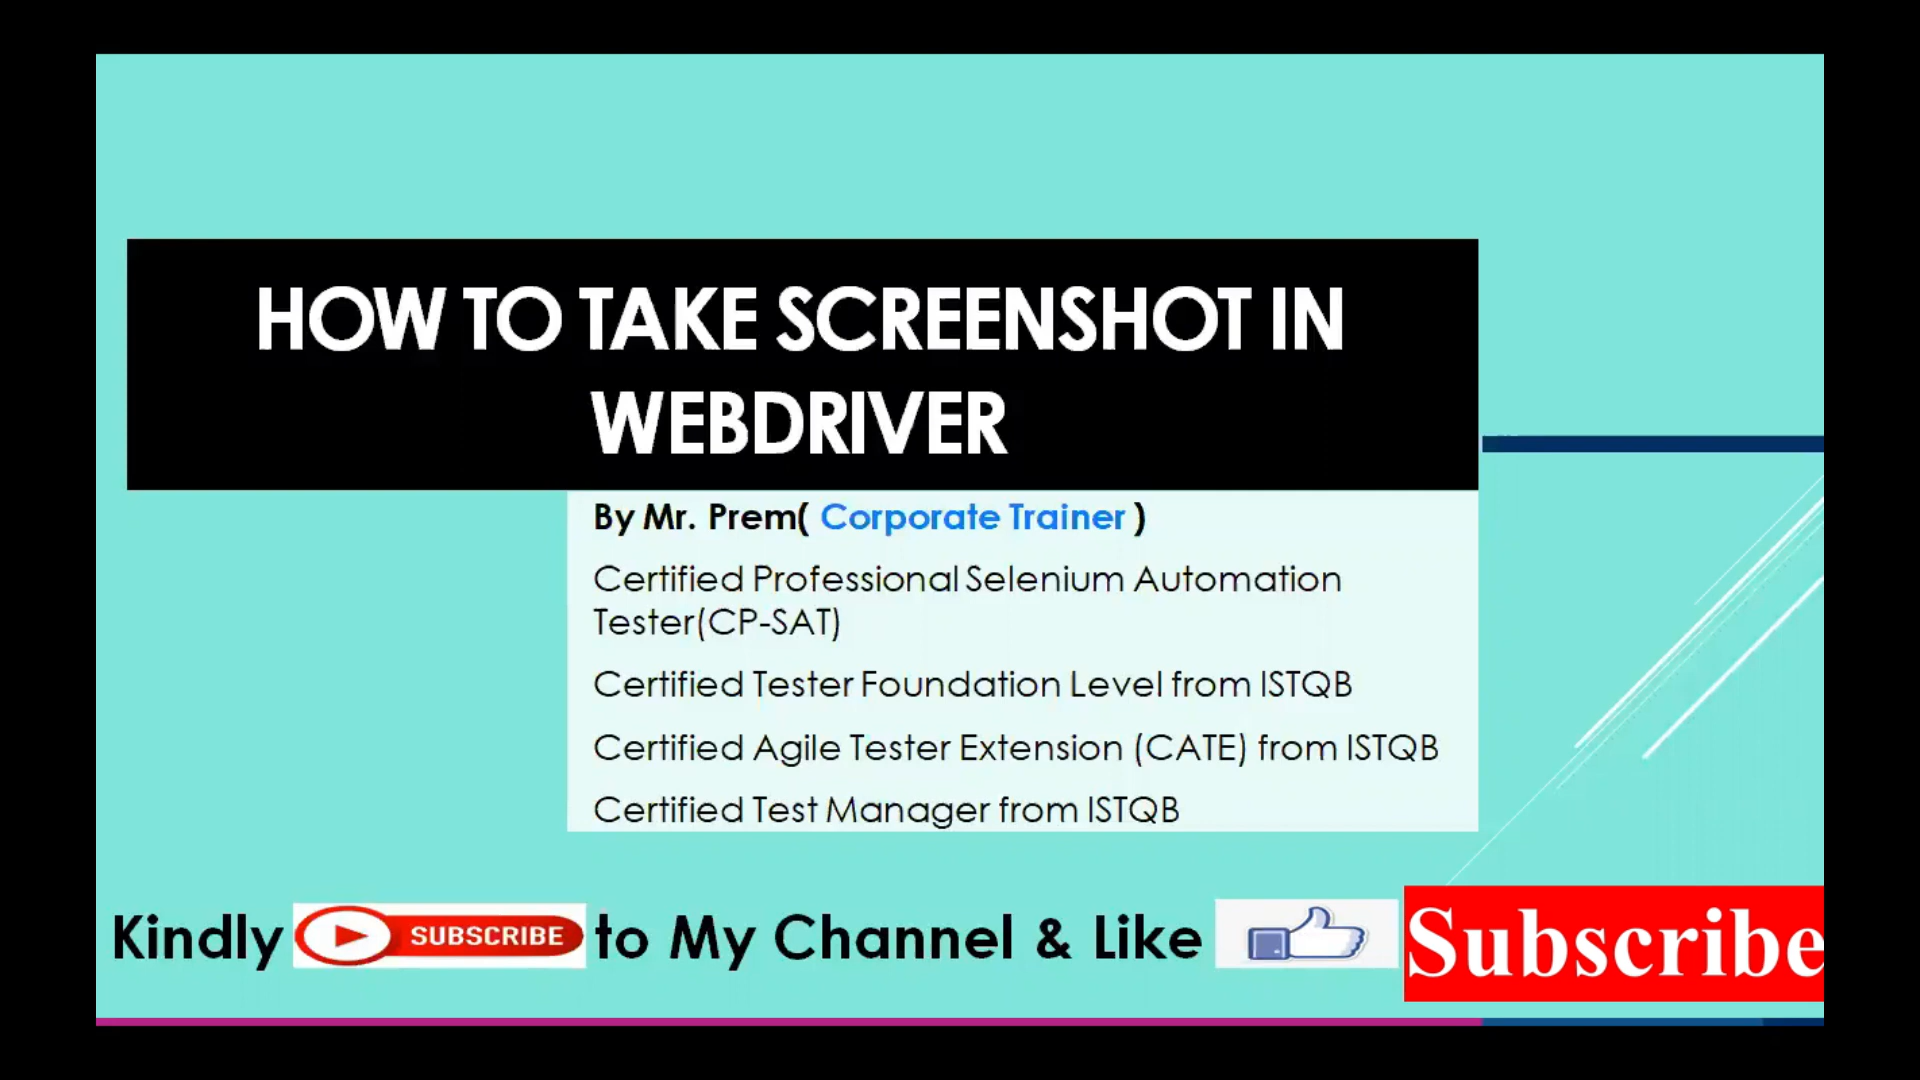 HOW TO TAKE SCREENSHOT IN
WEBDRIVER
By Mr. Prem( Corporate Trainer )
Certified Professional Selenium Automation
Tester(CP-SAT)
Certified Tester Foundation Level from ISTQB
Certified Agile Tester Extension (CATE) from ISTQB
Certified Test Manager from ISTQB
Kindly SUBSCRIBE to My Channel & Like Subscribe